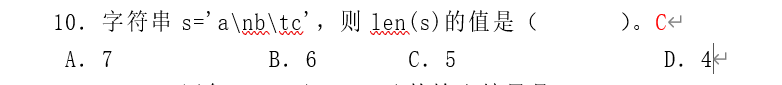 10. 字符串 s='a\nb\tc', 则 len(s)的值是（ ）。C
A. 7 B. 6 C. 5 D. 4